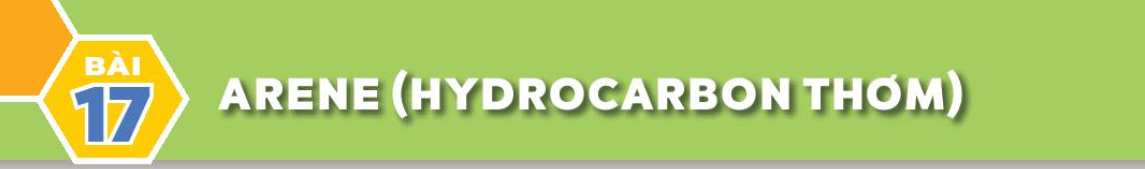 BÀI
17
ARENE (HYDROCARBON THƠM)